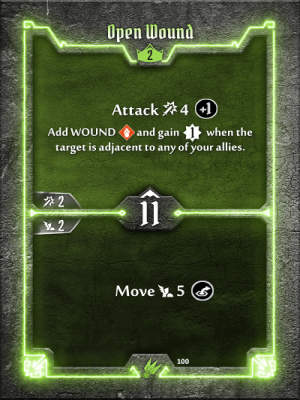 Open Wound
2
Attack 4 +1
Add WOUND and gain 1 when the
target is adjacent to any of your allies.
2
11
2
Move 5
100